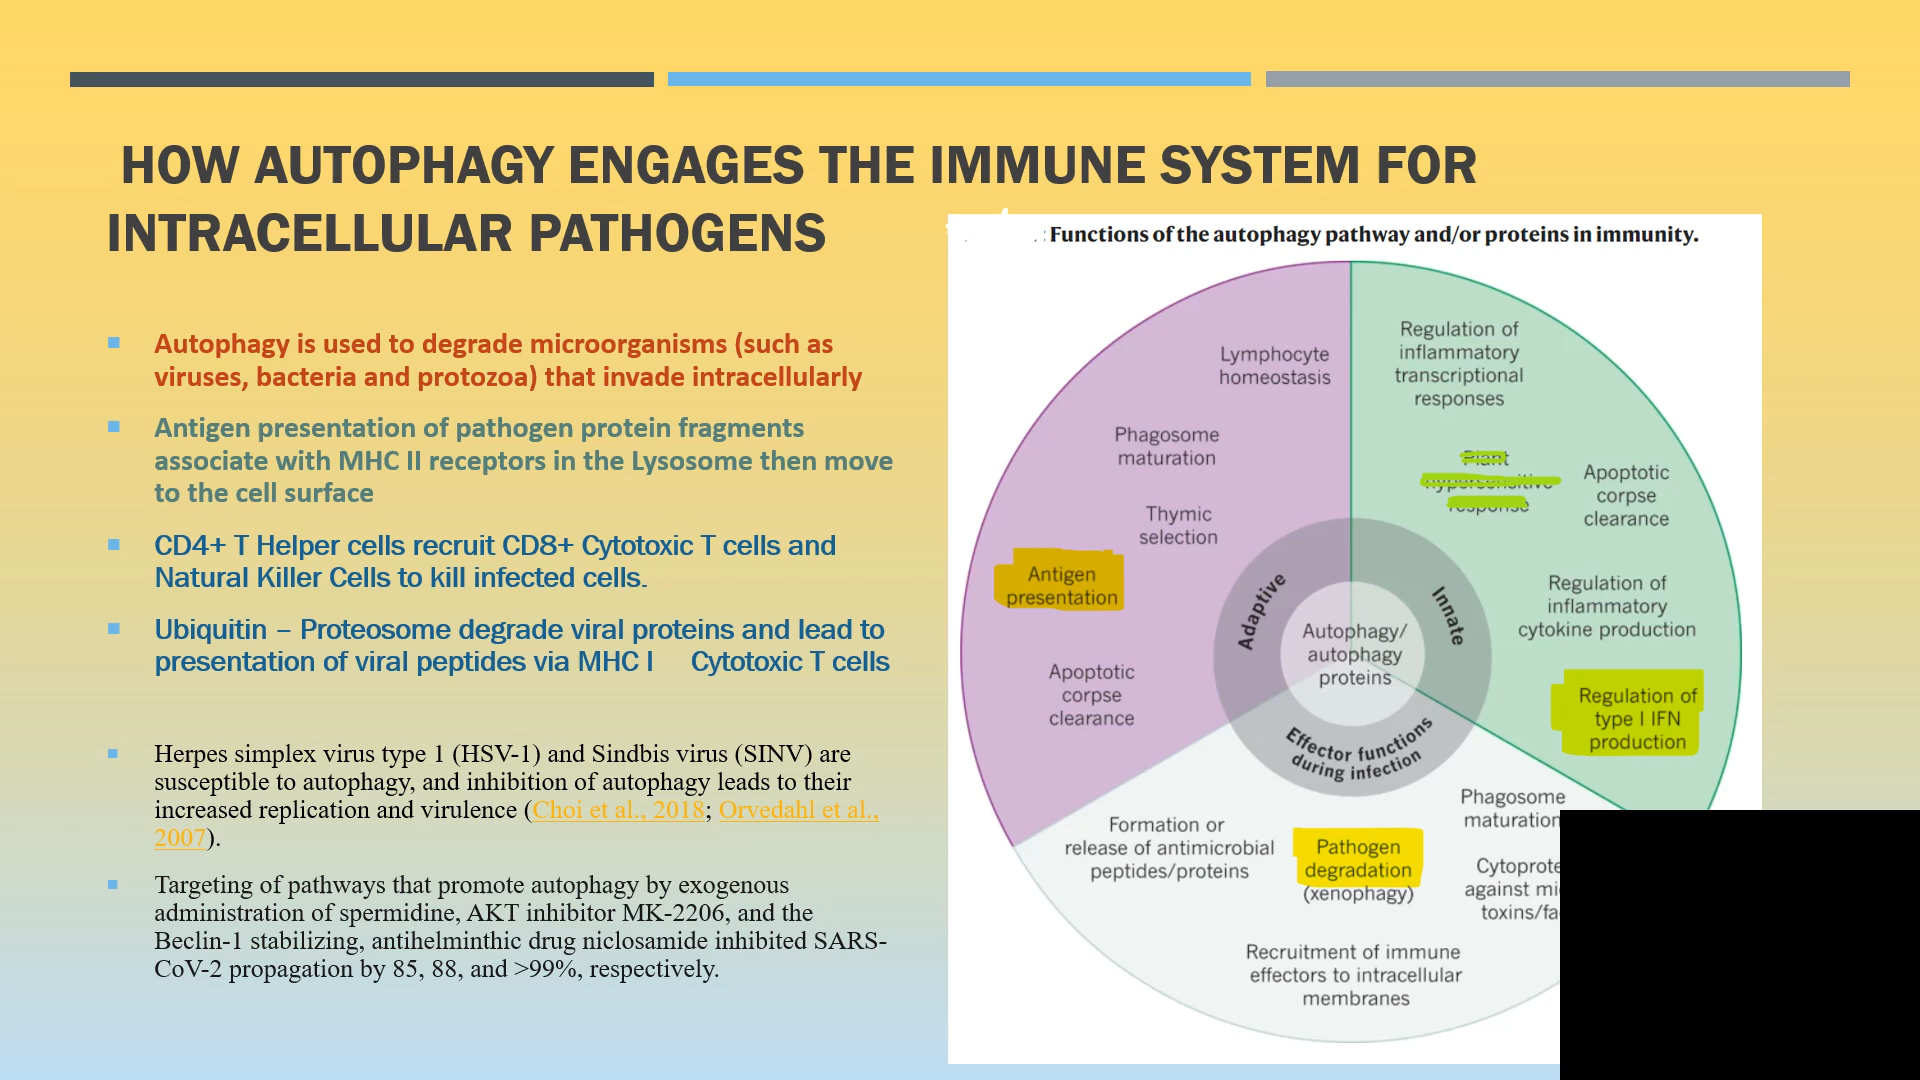 HOW AUTOPHAGY ENGAGES THE IMMUNE SYSTEM FOR
INTRACELLULAR PATHOGENS
Autophagy is used to degrade microorganisms (such as
viruses, bacteria and protozoa) that invade intracellularly
Antigen presentation of pathogen protein fragments
associate with MHC II receptors in the Lysosome then move
to the cell surface
CD4+ T Helper cells recruit CD8+ Cytotoxic T cells and
Natural Killer Cells to kill infected cells.
Ubiquitin – Proteosome degrade viral proteins and lead to
presentation of viral peptides via MHC I Cytotoxic T cells
Herpes simplex virus type 1 (HSV-1) and Sindbis virus (SINV) are
susceptible to autophagy, and inhibition of autophagy leads to their
increased replication and virulence (Choi et al., 2018; Orvedahl et al.,
2007).
Targeting of pathways that promote autophagy by exogenous
administration of spermidine, AKT inhibitor MK-2206, and the
Beclin-1 stabilizing, antihelminthic drug niclosamide inhibited SARS-
CoV-2 propagation by 85, 88, and >99%, respectively.
: Functions of the autophagy pathway and/or proteins in immunity.
Lymphocyte
homeostasis
Phagosome
maturation
Thymic
selection
Antigen
presentation
Apoptotic
corpse
clearance
Adaptive
Regulation of
inflammatory
transcriptional
responses
Plant
hypersensitive
response
Apoptotic
corpse
clearance
Regulation of
inflammatory
cytokine production
Regulation of
type I IFN
production
Innate
Autophagy/
autophagy
proteins
Effector functions
during infection
Formation or
release of antimicrobial
peptides/proteins
Pathogen
degradation
(xenophagy)
Phagosome
maturation
Cytoprote
against mi
toxins/fa
Recruitment of immune
effectors to intracellular
membranes